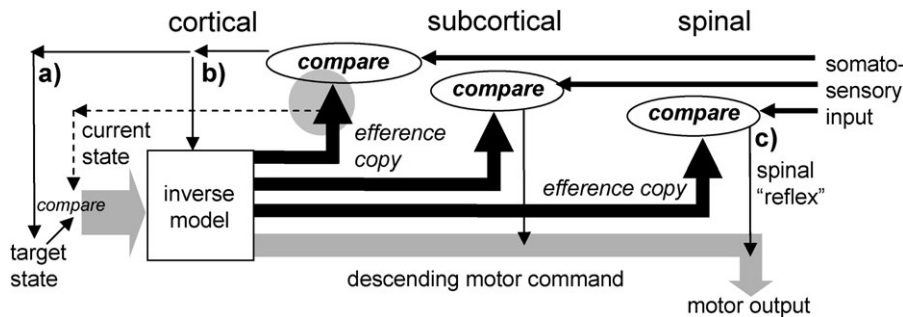 cortical
subcortical
spinal
a)
b)
compare
somato-
sensory
input
compare
compare
c)
current
state
efference
copy
efference copy
spinal
"reflex"
compare
inverse
model
target
state
descending motor command
motor output